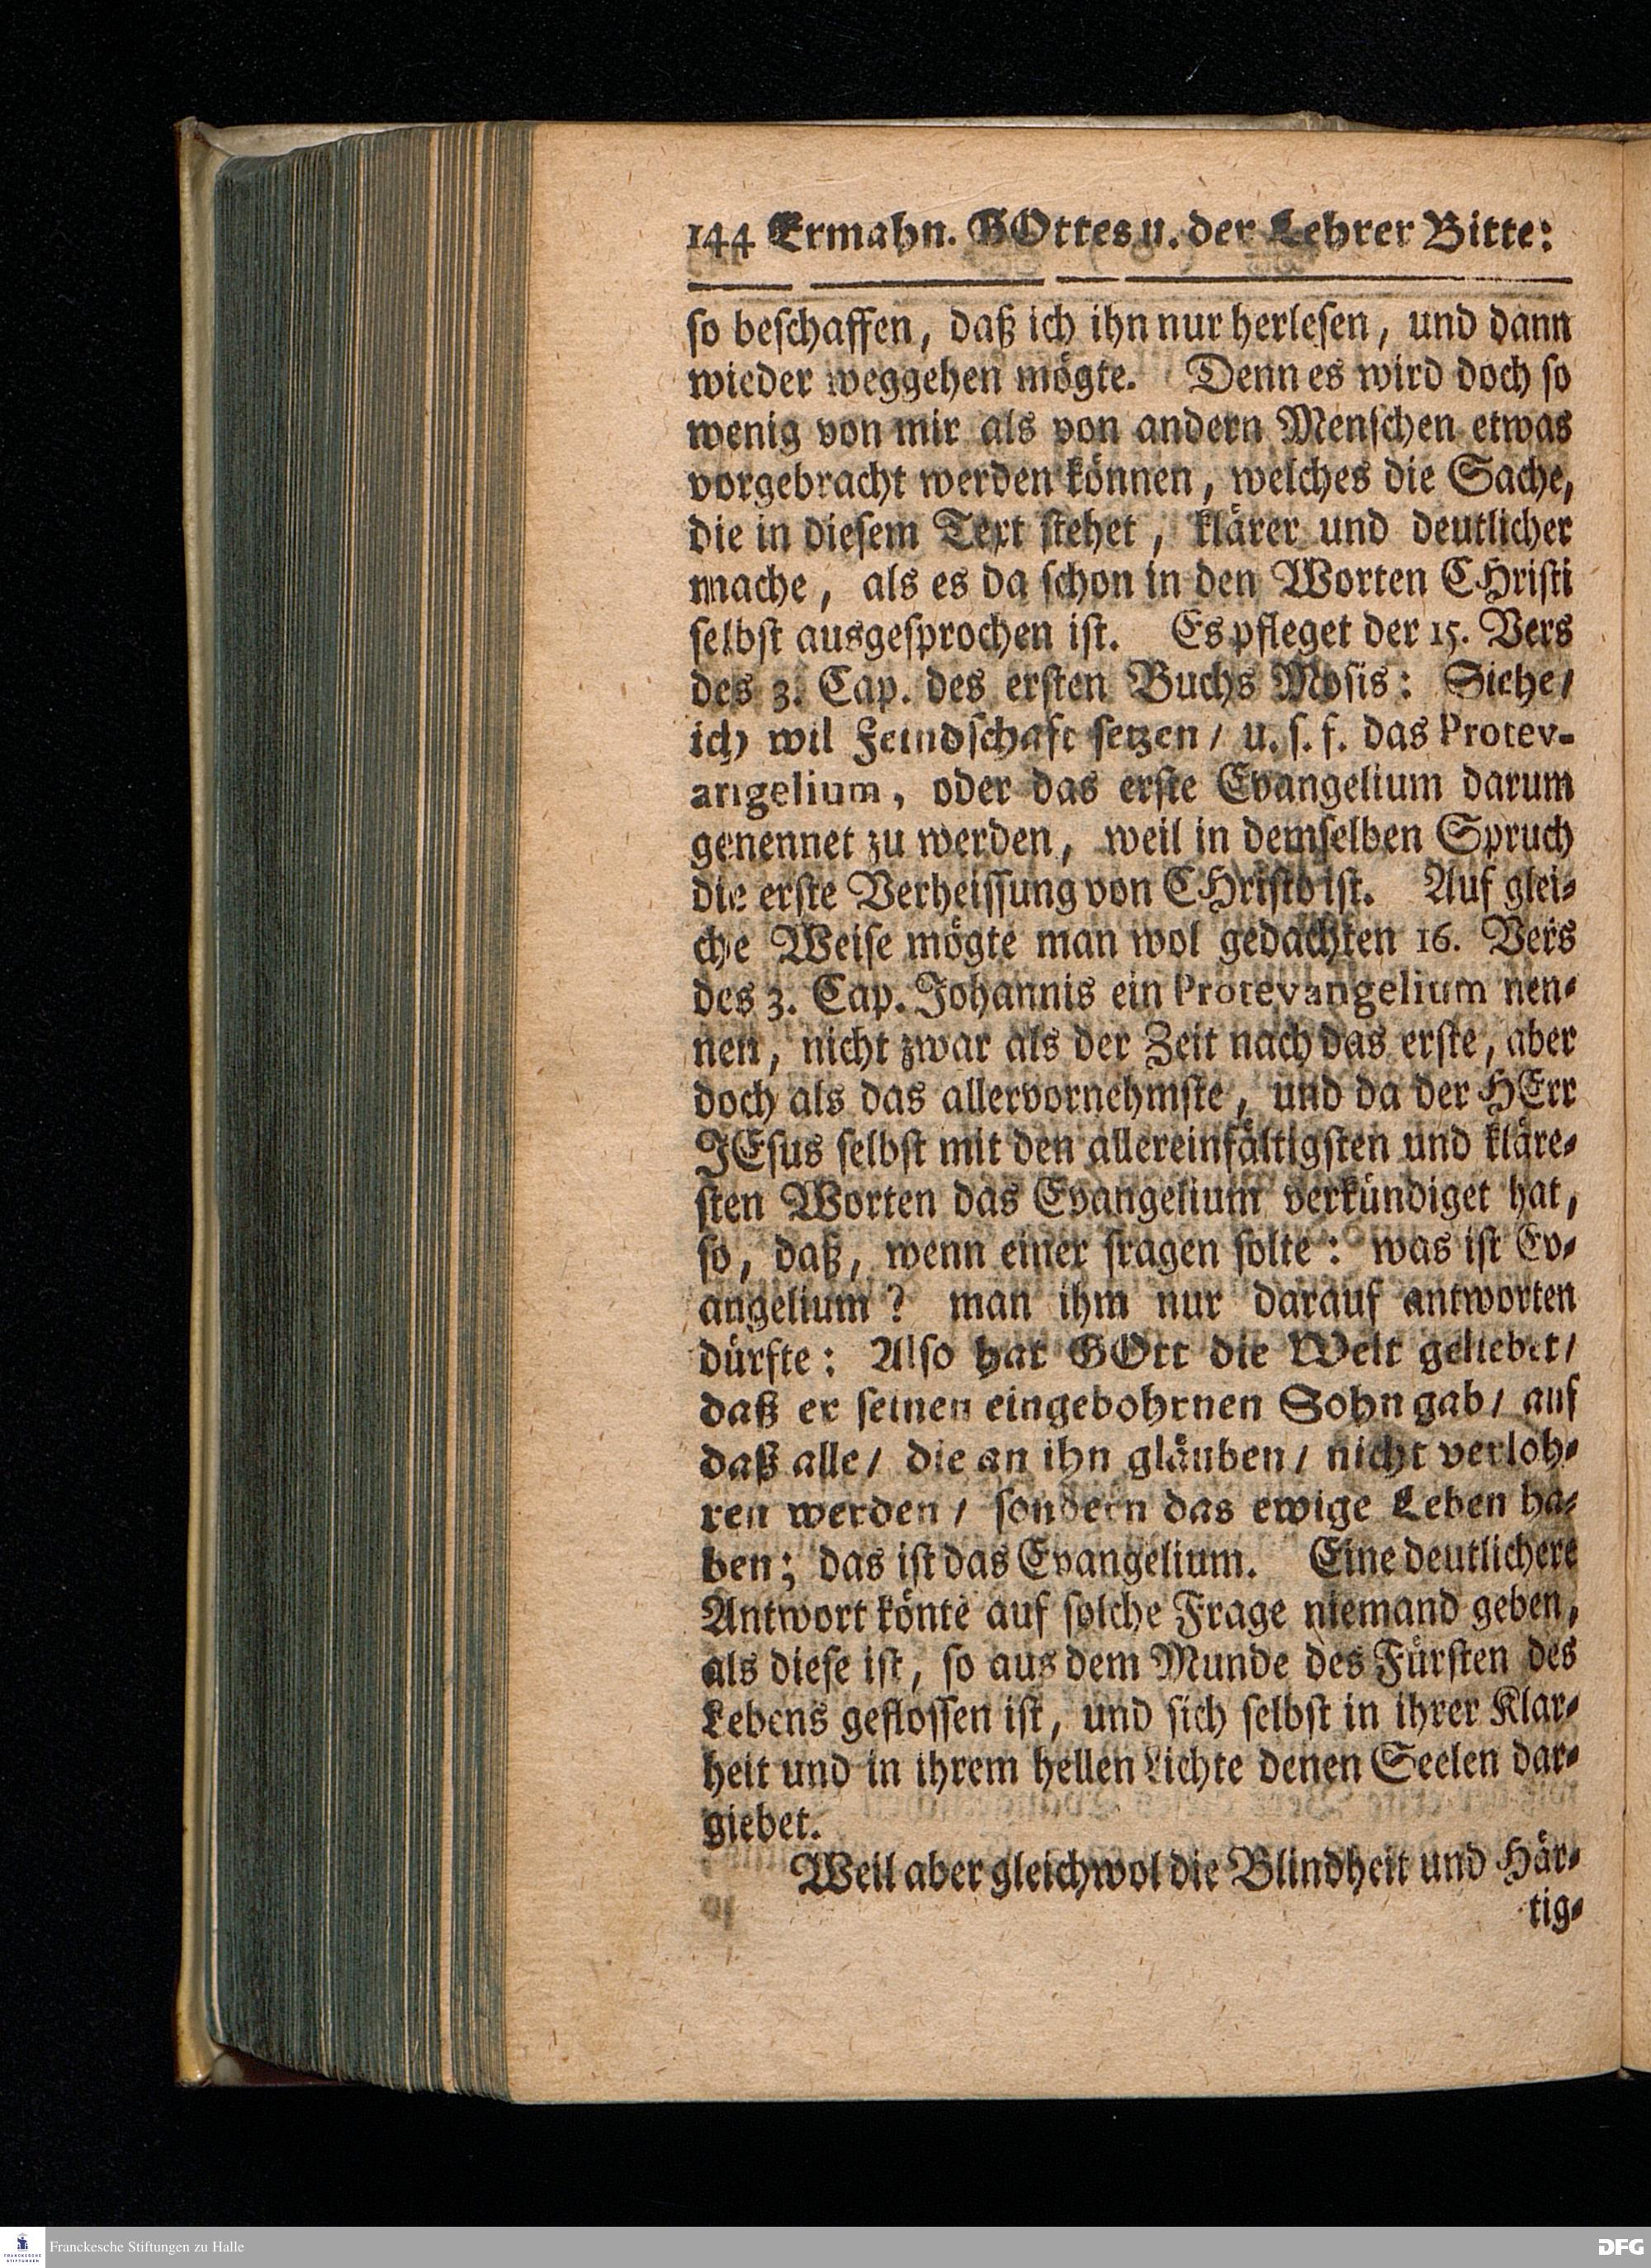 144 Ermahn. GOttes u. der Lehrer Bitte:
so beschaffen, daß ich ihn nur herlesen, und dann
wieder weggehen mögte. Denn es wird doch so
wenig von mir als von andern Menschen etwas
vorgebracht werden können, welches die Sache,
die in diesem Text stehet, klärer und deutlicher
mache, als es da schon in den Worten CHristi
selbst ausgesprochen ist. Es pfleget der 15. Vers
des 3. Cap. des ersten Buchs Mosis: Siehe/
ich wil Feindschaft setzen/ u. s. f. das Protev-
angelium, oder das erste Evangelium darum
genennet zu werden, weil in demselben Spruch
die erste Verheissung von CHristo ist. Auf glei-
che Weise mögte man wol gedachten 16. Vers
des 3. Cap. Johannis ein Protevangelium nen-
nen, nicht zwar als der Zeit nach das erste, aber
doch als das allervornehmste, und da der HErr
JEsus selbst mit den allereinfältigsten und kläre-
sten Worten das Evangelium verkündiget hat,
so, daß, wenn einer fragen solte: was ist Ev-
angelium? man ihm nur darauf antworten
dürfte: Also hat GOtt die Welt geliebet/
daß er seinen eingebohrnen Sohn gab/ auf
daß alle/ die an ihn gläuben/ nicht verloh-
ren werden/ sondern das ewige Leben ha-
ben; das ist das Evangelium. Eine deutlichere
Antwort könte auf solche Frage niemand geben,
als diese ist, so aus dem Munde des Fürsten des
Lebens geflossen ist, und sich selbst in ihrer Klar-
heit und in ihrem hellen Lichte denen Seelen dar-
giebet.
Weil aber gleichwol die Blindheit und Här-
tig-
FRANCKESCHE
STIFTUNGEN
Franckesche Stiftungen zu Halle
DFG